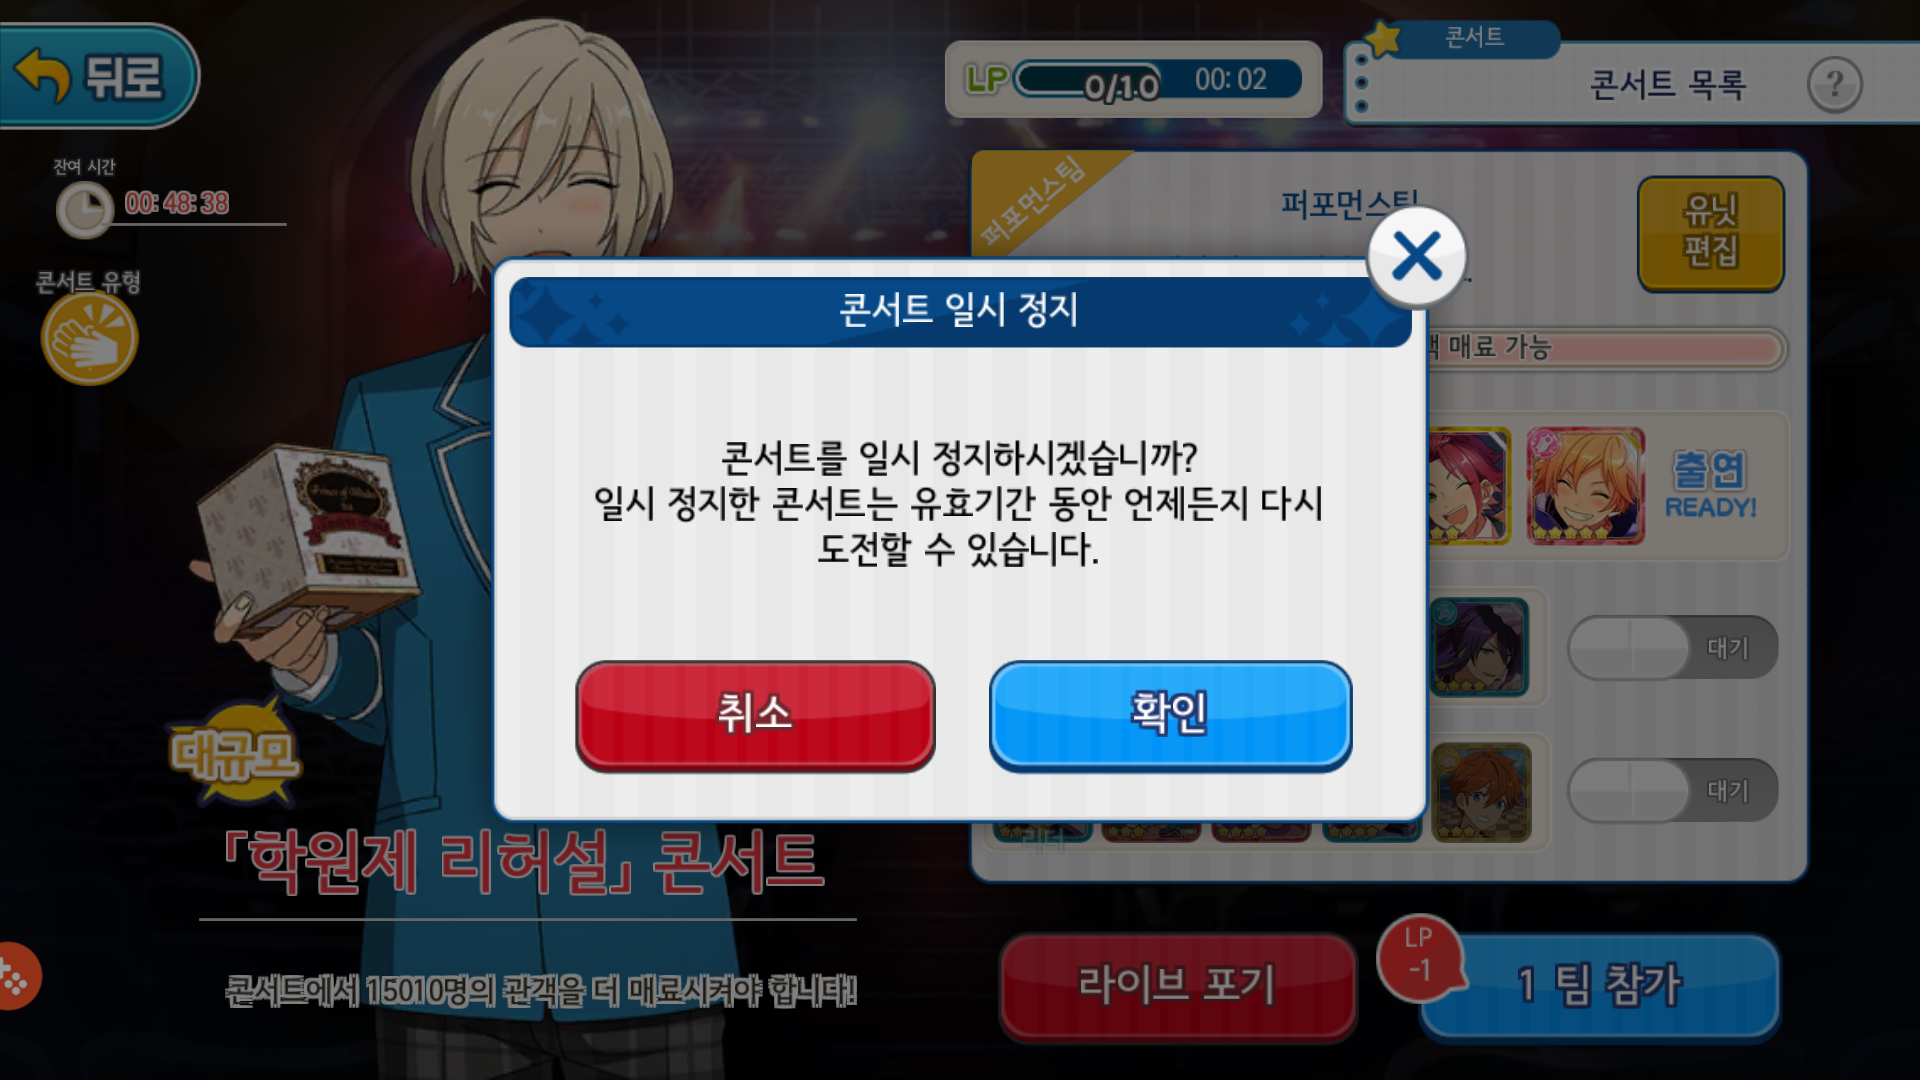 뒤로
LP 0/10 00:02
콘서트
콘서트 목록
?
잔여 시간
00:48:38
콘서트 유형
퍼포먼스팀
퍼포먼스팀
유닛
편집
매료 가능
콘서트 일시 정지
콘서트를 일시 정지하시겠습니까?
일시 정지한 콘서트는 유효기간 동안 언제든지 다시
도전할 수 있습니다.
취소
확인
출연
READY!
대기
대기
리더
대규모
「학원제 리허설」 콘서트
콘서트에서 15010명의 관객을 더 매료시켜야 합니다!
라이브 포기
LP
-1
1 팀 참가